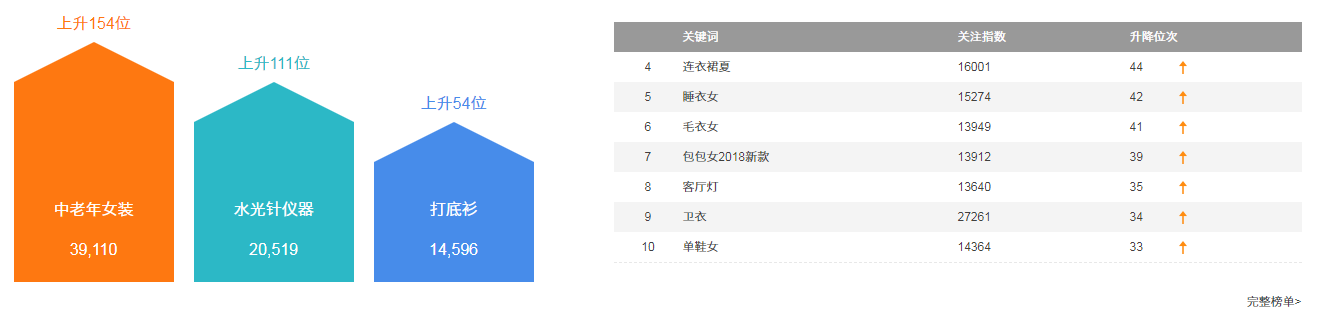 上升154位
上升111位
上升54位
中老年女装
水光针仪器
打底衫
39,110
20,519
14,596
关键词 关注指数 升降位次
4 连衣裙夏 16001 44
5 睡衣女 15274 42
6 毛衣女 13949 41
7 包包女2018新款 13912 39
8 客厅灯 13640 35
9 卫衣 27261 34
10 单鞋女 14364 33
完整榜单>